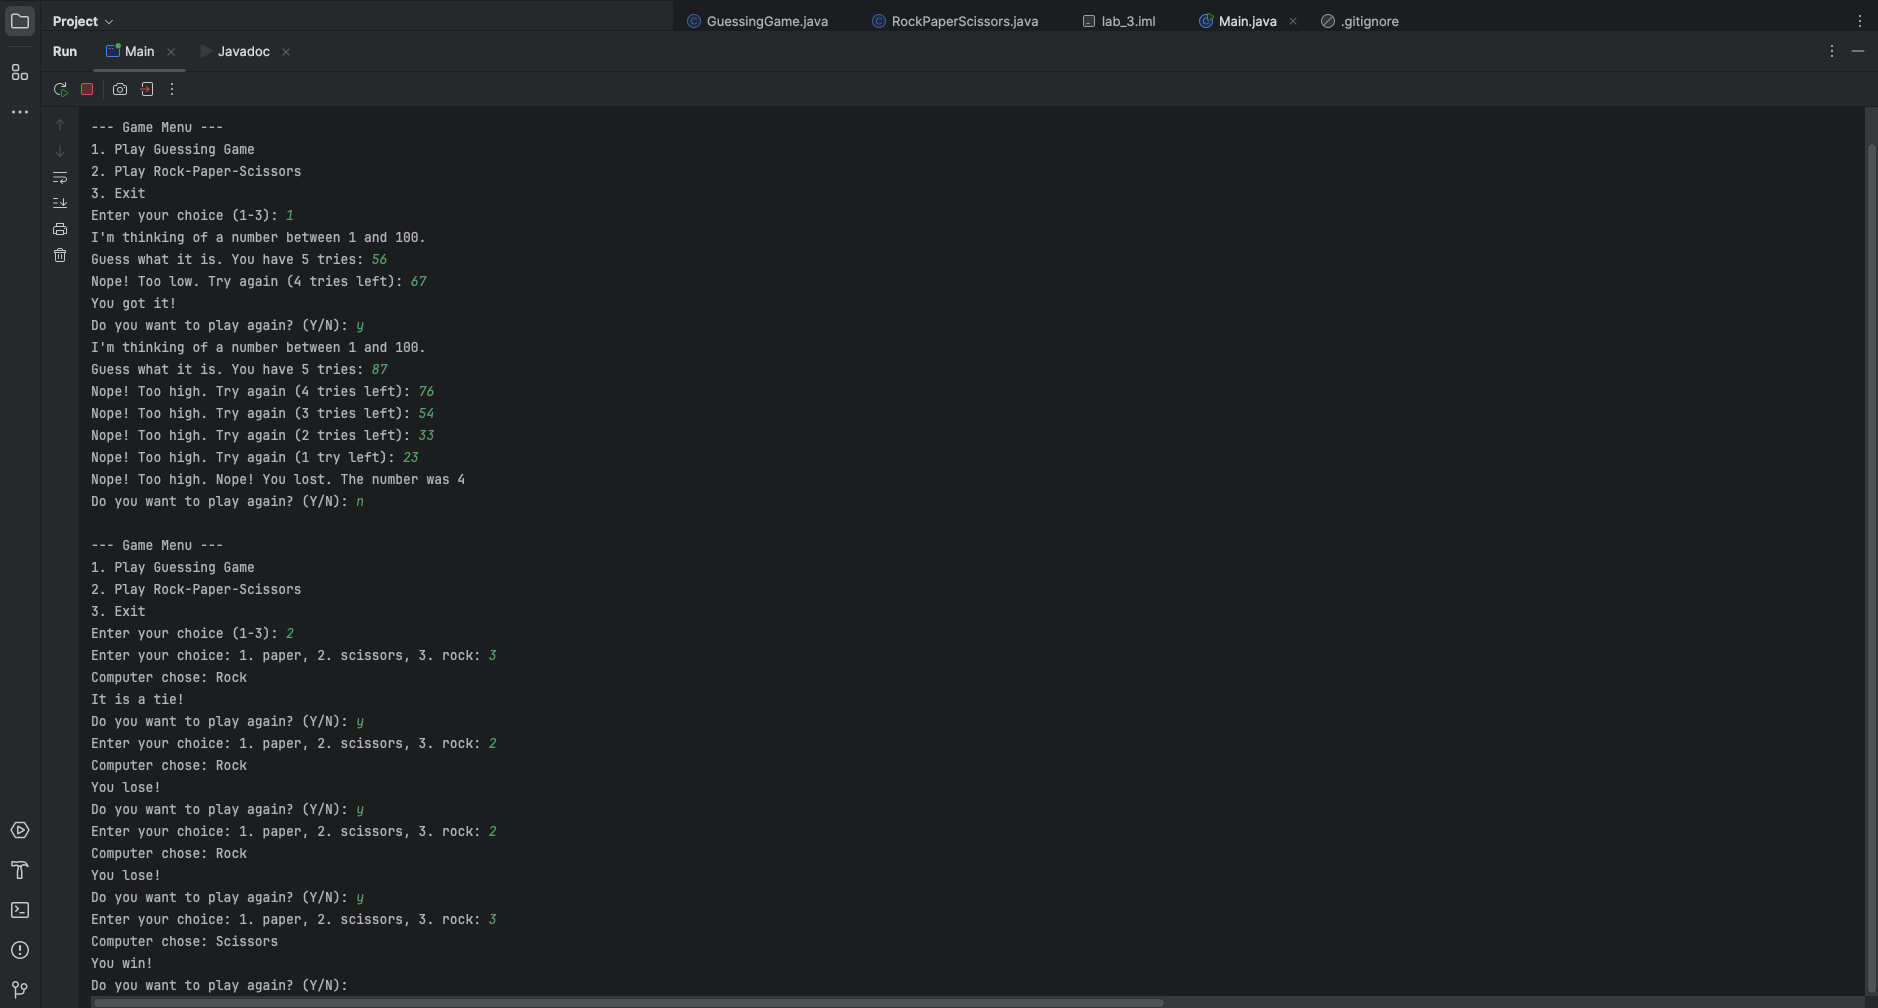 Project
GuessingGame.java RockPaperScissors.java lab_3.iml Main.java .gitignore
Run Main Javadoc
--- Game Menu ---
1. Play Guessing Game
2. Play Rock-Paper-Scissors
3. Exit
Enter your choice (1-3): 1
I'm thinking of a number between 1 and 100.
Guess what it is. You have 5 tries: 56
Nope! Too low. Try again (4 tries left): 67
You got it!
Do you want to play again? (Y/N): y
I'm thinking of a number between 1 and 100.
Guess what it is. You have 5 tries: 87
Nope! Too high. Try again (4 tries left): 76
Nope! Too high. Try again (3 tries left): 54
Nope! Too high. Try again (2 tries left): 33
Nope! Too high. Try again (1 try left): 23
Nope! Too high. Nope! You lost. The number was 4
Do you want to play again? (Y/N): n
--- Game Menu ---
1. Play Guessing Game
2. Play Rock-Paper-Scissors
3. Exit
Enter your choice (1-3): 2
Enter your choice: 1. paper, 2. scissors, 3. rock: 3
Computer chose: Rock
It is a tie!
Do you want to play again? (Y/N): y
Enter your choice: 1. paper, 2. scissors, 3. rock: 2
Computer chose: Rock
You lose!
Do you want to play again? (Y/N): y
Enter your choice: 1. paper, 2. scissors, 3. rock: 2
Computer chose: Rock
You lose!
Do you want to play again? (Y/N): y
Enter your choice: 1. paper, 2. scissors, 3. rock: 3
Computer chose: Scissors
You win!
Do you want to play again? (Y/N):